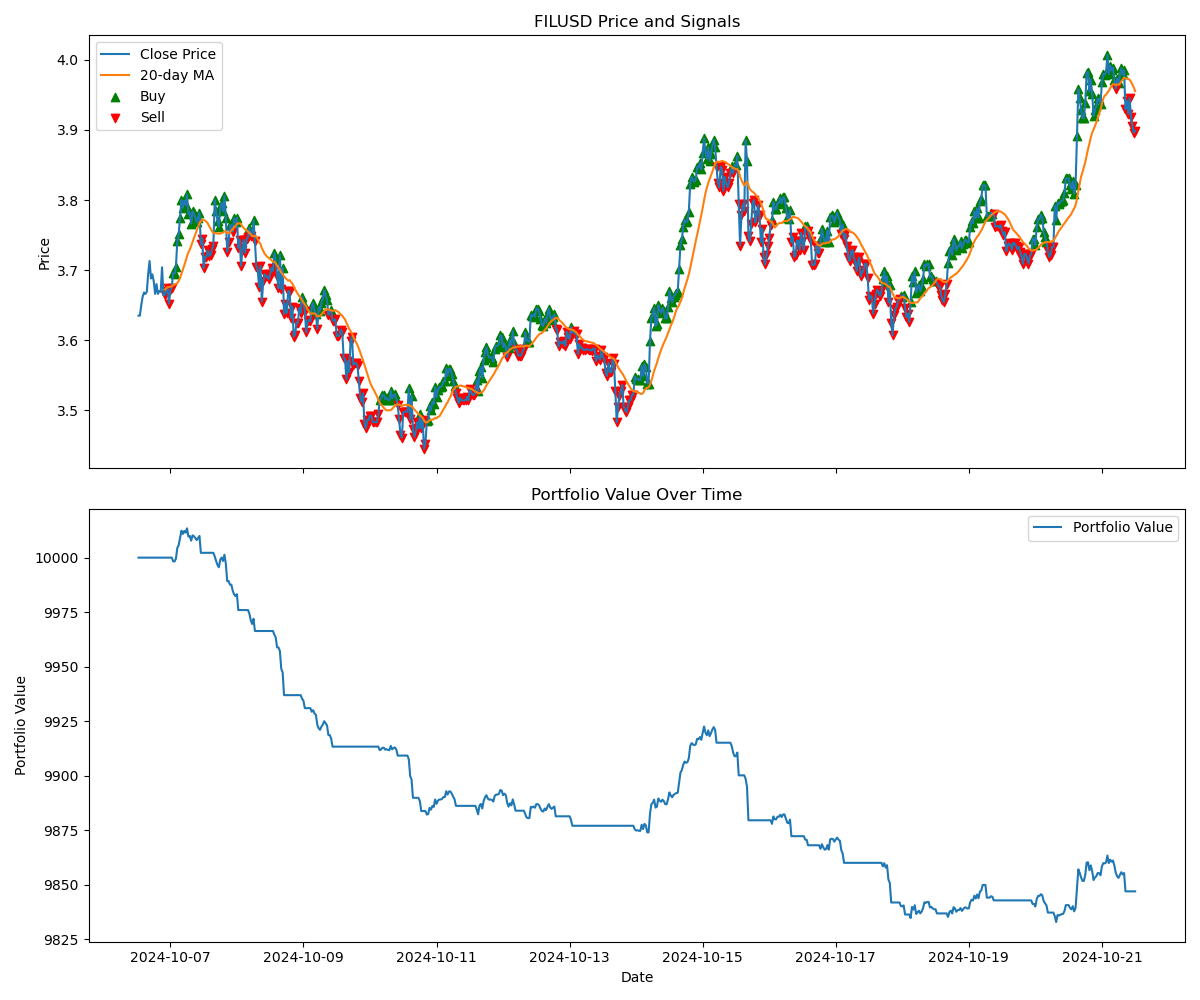 FILUSD Price and Signals
Close Price
20-day MA
Buy
Sell
Price
4.0
3.9
3.8
3.7
3.6
3.5
Portfolio Value Over Time
Portfolio Value
Portfolio Value
10000
9975
9950
9925
9900
9875
9850
9825
2024-10-07 2024-10-09 2024-10-11 2024-10-13 2024-10-15 2024-10-17 2024-10-19 2024-10-21
Date